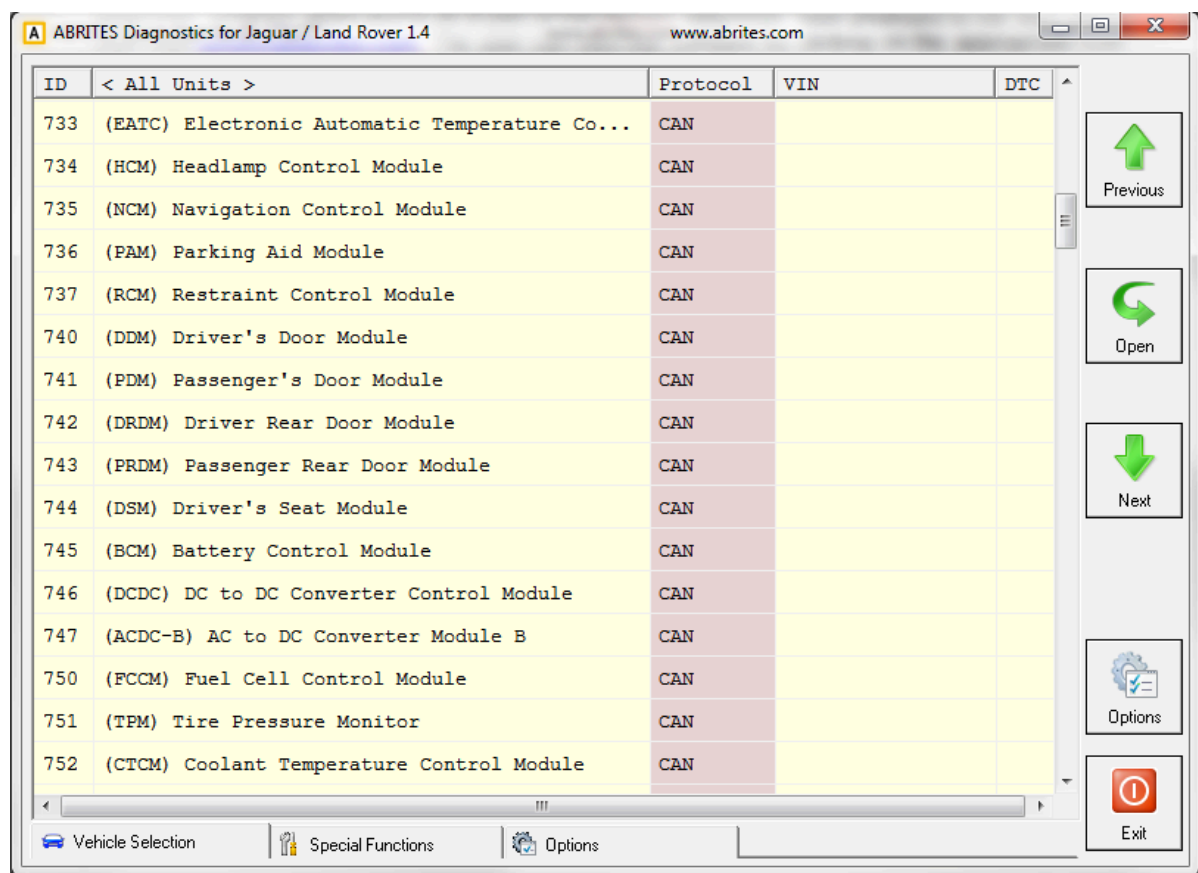 A ABRITES Diagnostics for Jaguar / Land Rover 1.4 www.abrites.com
ID < All Units > Protocol VIN DTC
733 (EATC) Electronic Automatic Temperature Co... CAN
734 (HCM) Headlamp Control Module CAN
735 (NCM) Navigation Control Module CAN
736 (PAM) Parking Aid Module CAN
737 (RCM) Restraint Control Module CAN
740 (DDM) Driver's Door Module CAN
741 (PDM) Passenger's Door Module CAN
742 (DRDM) Driver Rear Door Module CAN
743 (PRDM) Passenger Rear Door Module CAN
744 (DSM) Driver's Seat Module CAN
745 (BCM) Battery Control Module CAN
746 (DCDC) DC to DC Converter Control Module CAN
747 (ACDC-B) AC to DC Converter Module B CAN
750 (FCCM) Fuel Cell Control Module CAN
751 (TPM) Tire Pressure Monitor CAN
752 (CTCM) Coolant Temperature Control Module CAN
Previous
Open
Next
Options
Exit
Vehicle Selection Special Functions Options